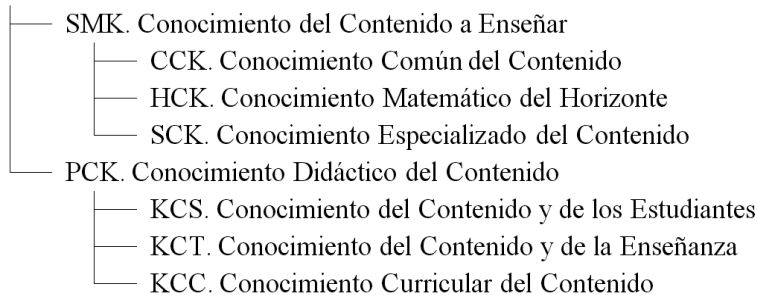 SMK. Conocimiento del Contenido a Enseñar
CCK. Conocimiento Común del Contenido
HCK. Conocimiento Matemático del Horizonte
SCK. Conocimiento Especializado del Contenido
PCK. Conocimiento Didáctico del Contenido
KCS. Conocimiento del Contenido y de los Estudiantes
KCT. Conocimiento del Contenido y de la Enseñanza
KCC. Conocimiento Curricular del Contenido